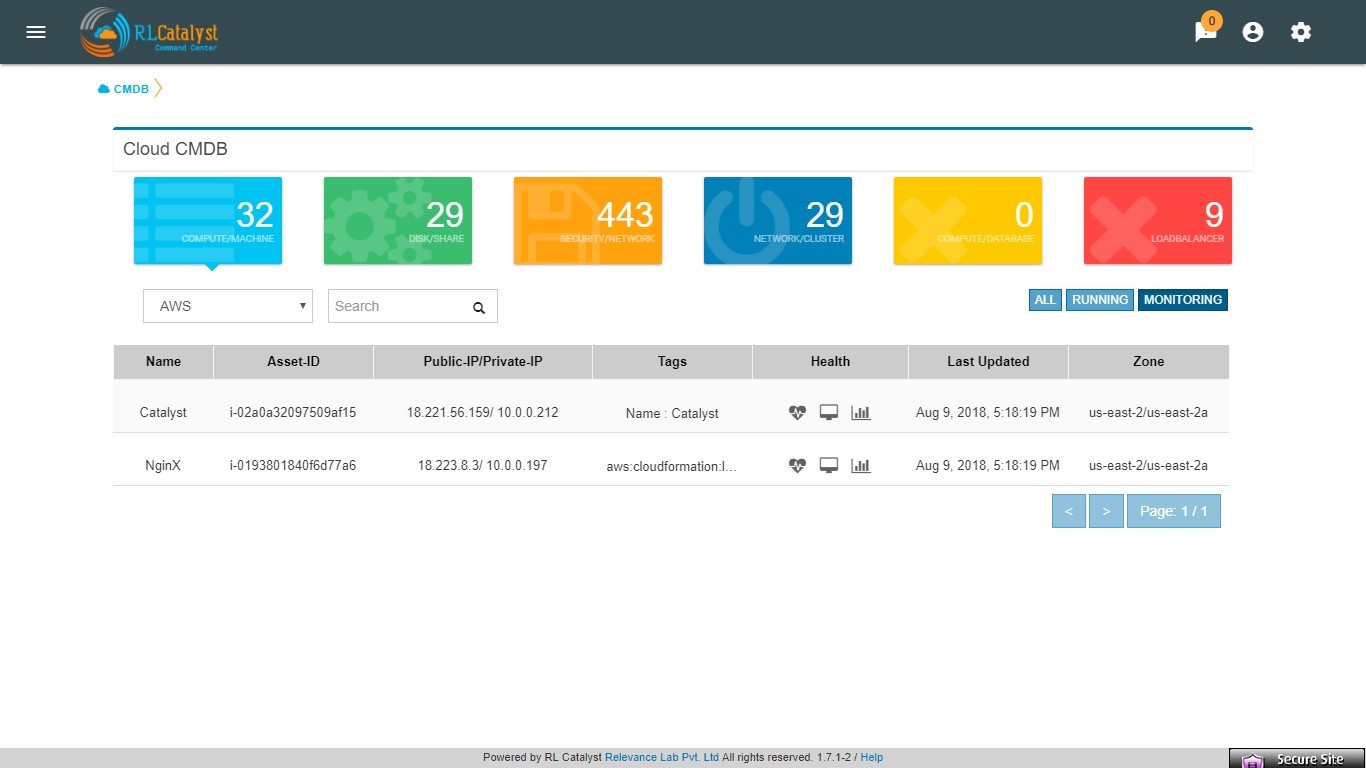 RLCatalyst
Command Center
0
CMDB
Cloud CMDB
32
COMPUTE/MACHINE
29
DISK/SHARE
443
SECURITY/NETWORK
29
NETWORK/CLUSTER
0
COMPUTE/DATABASE
9
LOADBALANCER
AWS
Search
ALL RUNNING MONITORING
Name Asset-ID Public-IP/Private-IP Tags Health Last Updated Zone
Catalyst i-02a0a32097509af15 18.221.56.159/ 10.0.0.212 Name : Catalyst Aug 9, 2018, 5:18:19 PM us-east-2/us-east-2a
NginX i-0193801840f6d77a6 18.223.8.3/ 10.0.0.197 aws:cloudformation:l... Aug 9, 2018, 5:18:19 PM us-east-2/us-east-2a
< > Page: 1 / 1
Powered by RL Catalyst Relevance Lab Pvt. Ltd All rights reserved. 1.7.1-2 / Help
Secure Site